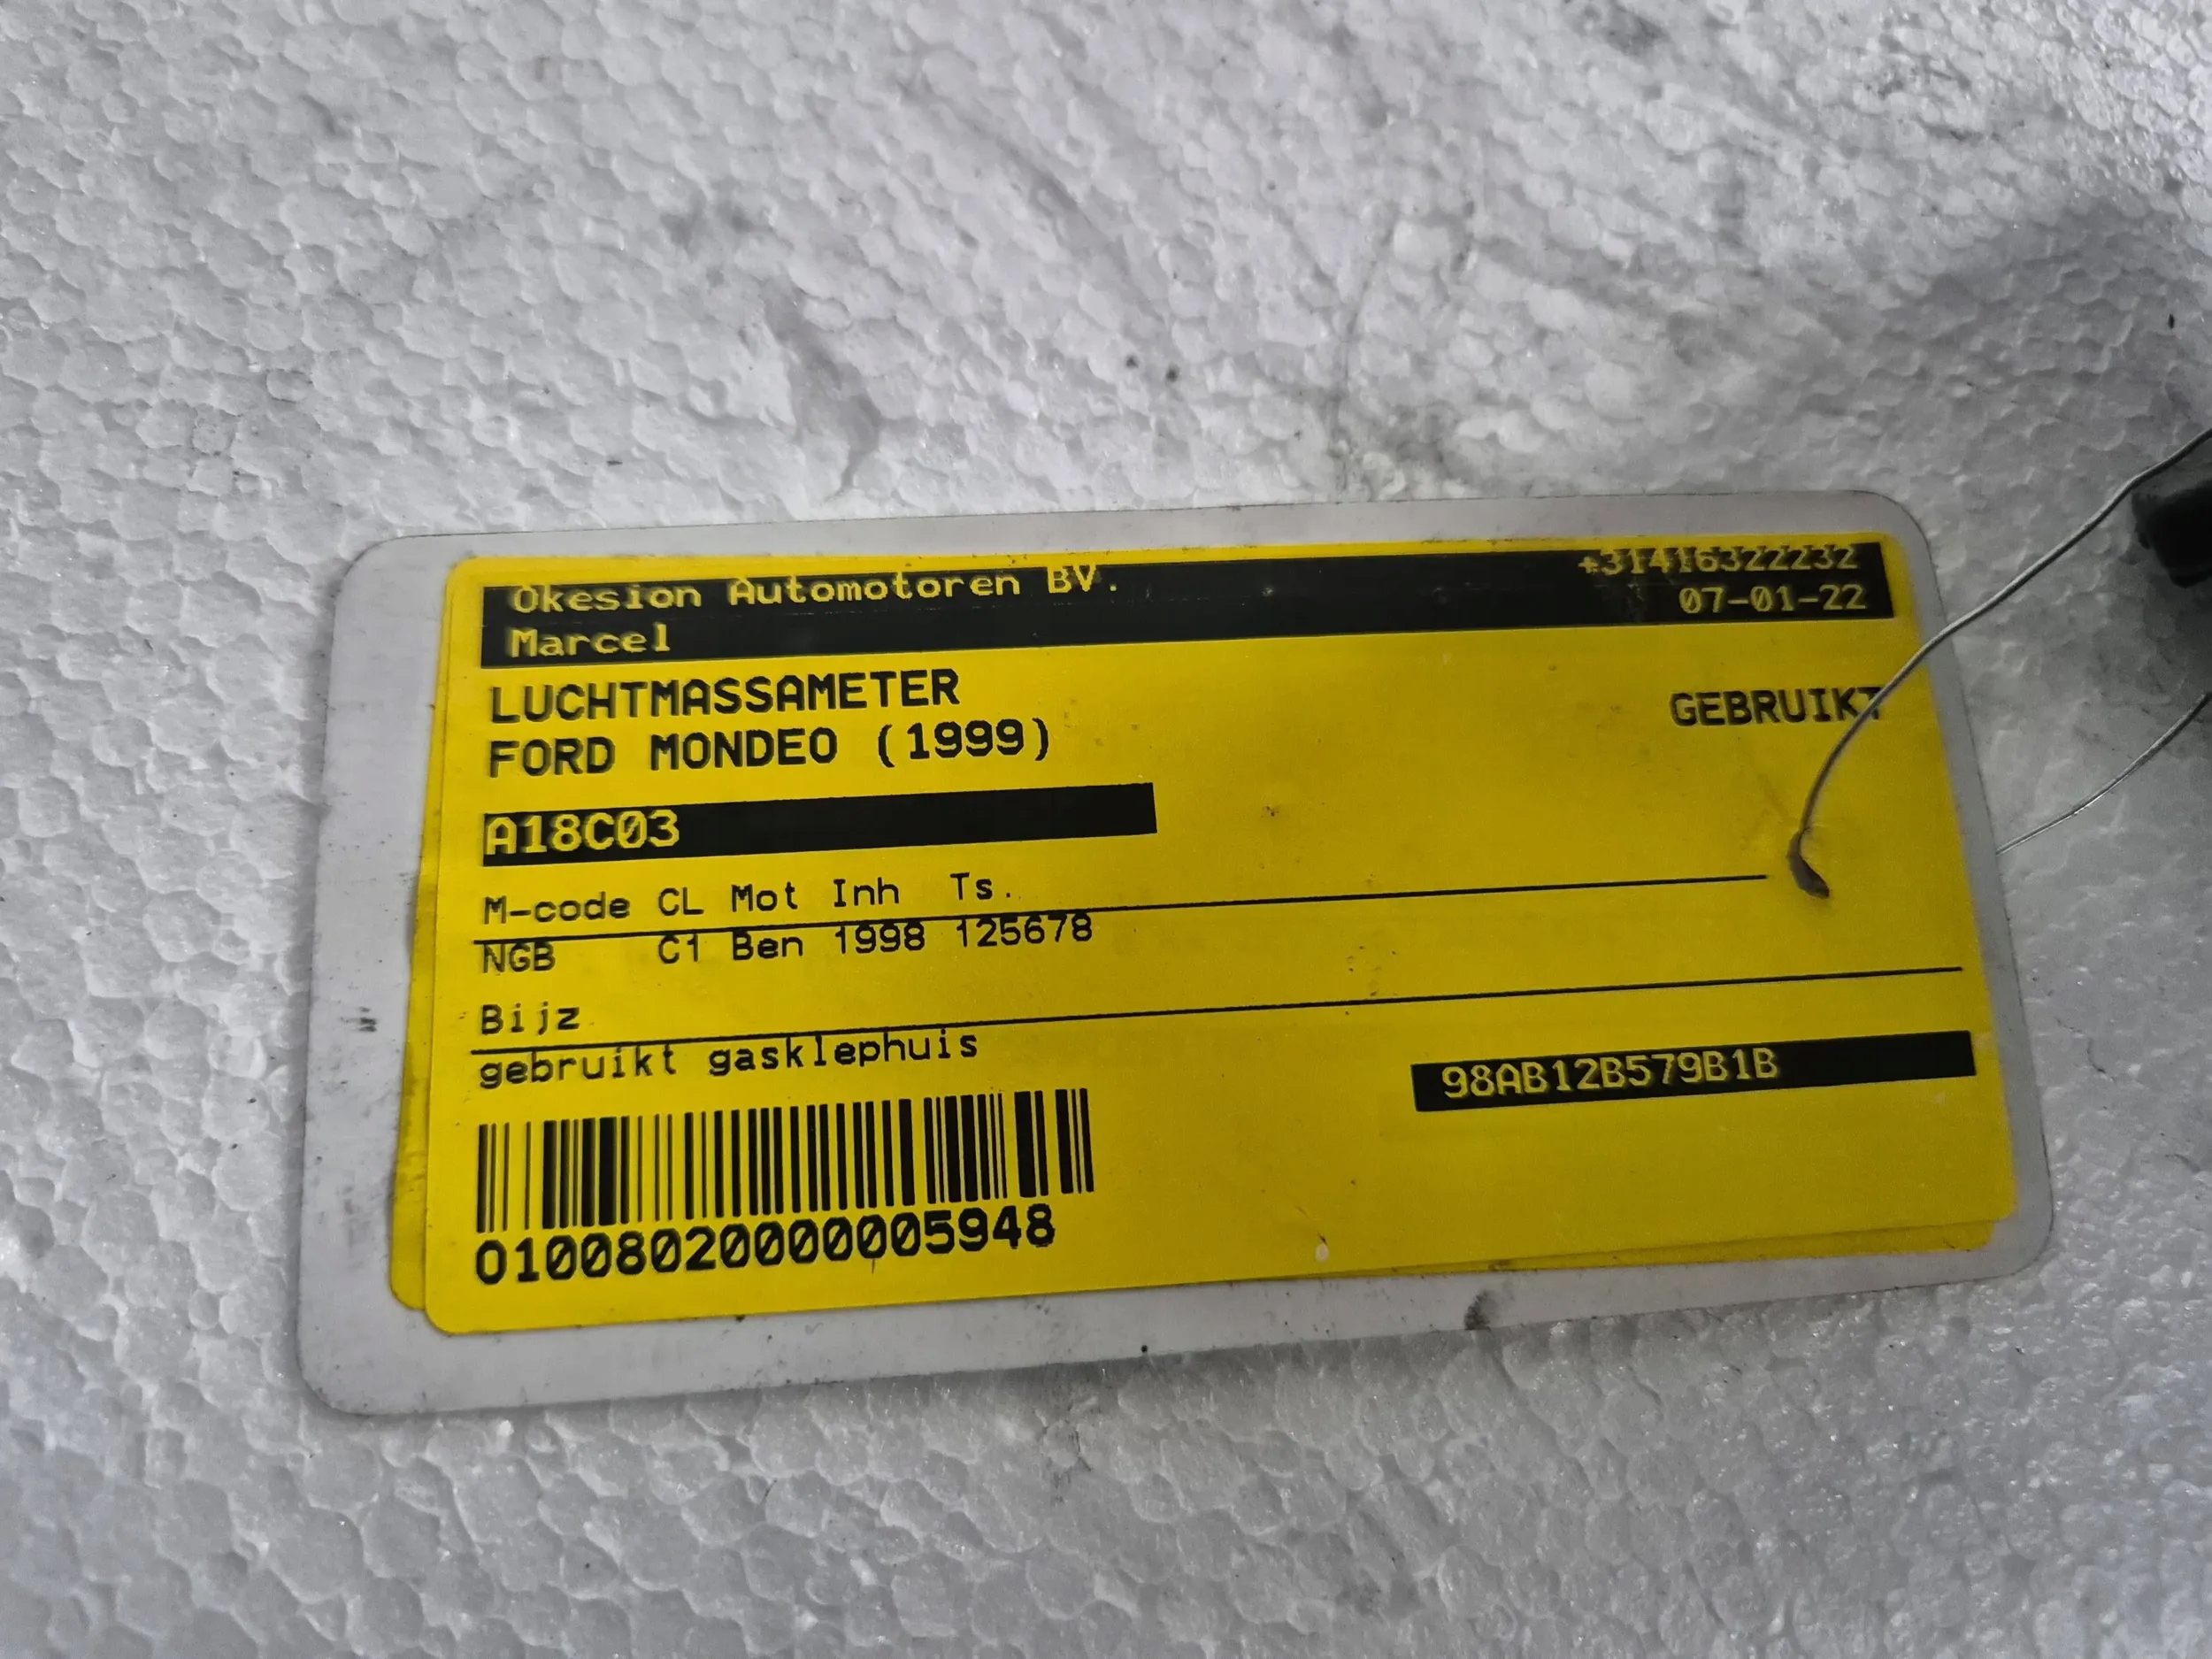 Okesion Automotoren BV.
+31416322232
07-01-22
Marcel
LUCHTMASSAMETER
GEBRUIKT
FORD MONDEO (1999)
A18C03
M-code CL Mot Inh Ts.
NGB C1 Ben 1998 125678
Bijz
gebruikt gasklephuis
98AB12B579B1B
0100802000005948